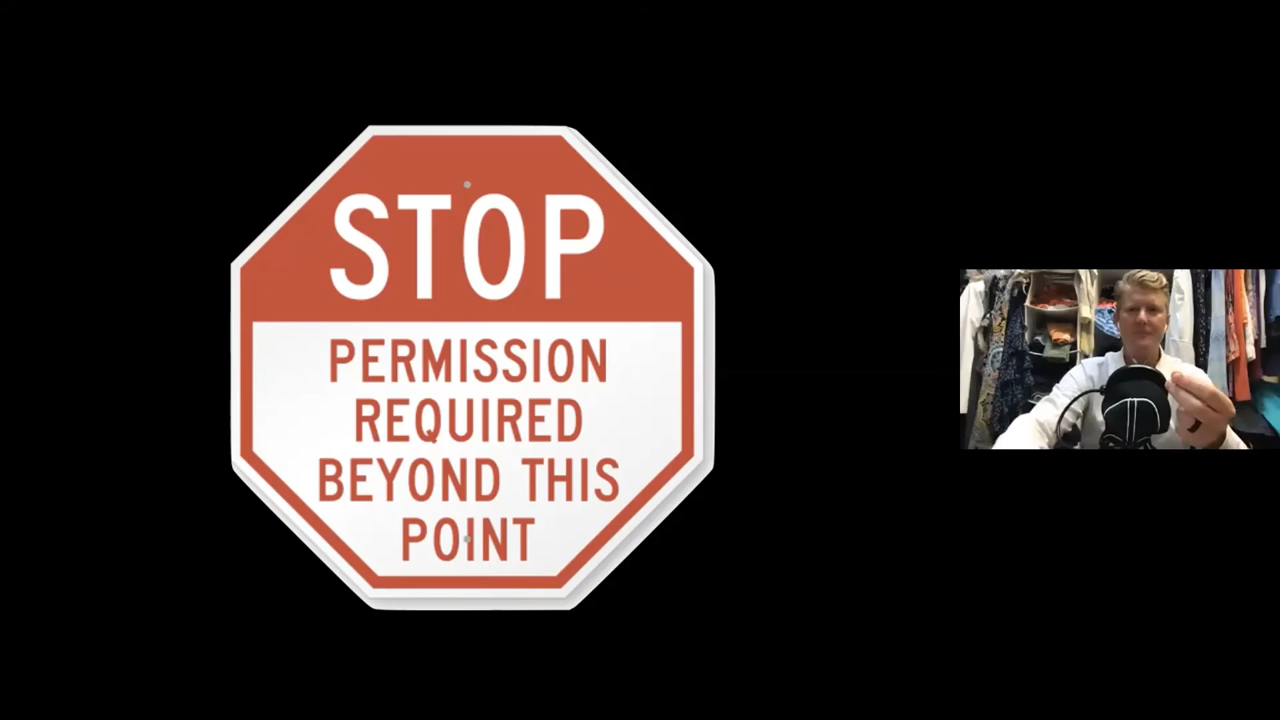 STOP
PERMISSION
REQUIRED
BEYOND THIS
POINT